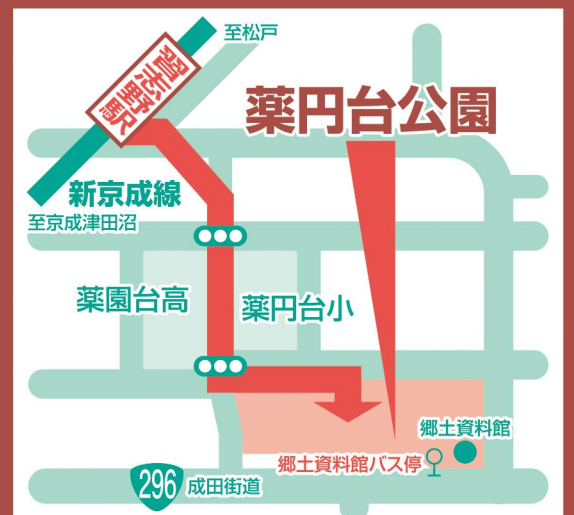 至松戸
習志野駅
薬円台公園
新京成線
至京成津田沼
薬園台高
薬円台小
郷土資料館
郷土資料館バス停
296 成田街道